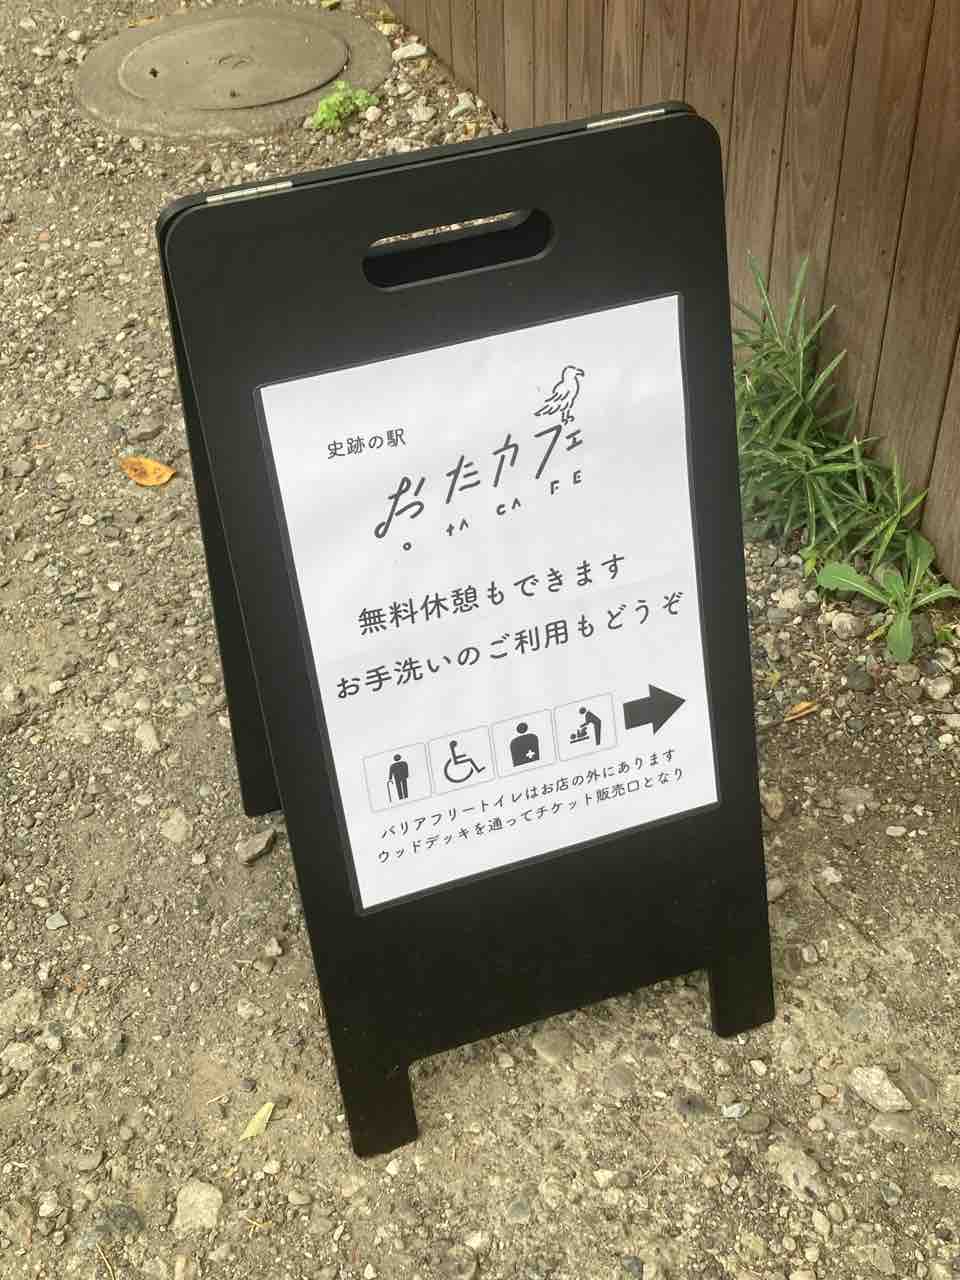 史跡の駅
おたカフェ
OTA CAFE
無料休憩もできます
お手洗いのご利用もどうぞ
バリアフリートイレはお店の外にあります
ウッドデッキを通ってチケット販売口となり